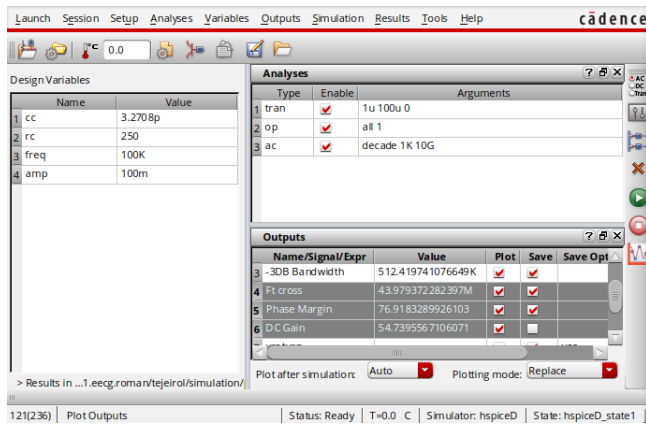 Launch Session Setup Analyses Variables Outputs Simulation Results Tools Help cādence
°C 0.0
Design Variables
Name Value
1 cc 3.2708p
2 rc 250
3 freq 100K
4 amp 100m
> Results in ...1.eecg.roman/tejeirol/simulation/
Analyses
Type Enable Arguments
1 tran 1u 100u 0
2 op all 1
3 ac decade 1K 10G
AC
DC
Tran
Outputs
Name/Signal/Expr Value Plot Save Save Opt
3 -3DB Bandwidth 512.419741076649K
4 Ft cross 43.979372282397M
5 Phase Margin 76.9183289926103
6 DC Gain 54.7395567106071
Plot after simulation: Auto Plotting mode: Replace
121(236) Plot Outputs Status: Ready T=0.0 C Simulator: hspiceD State: hspiceD_state1